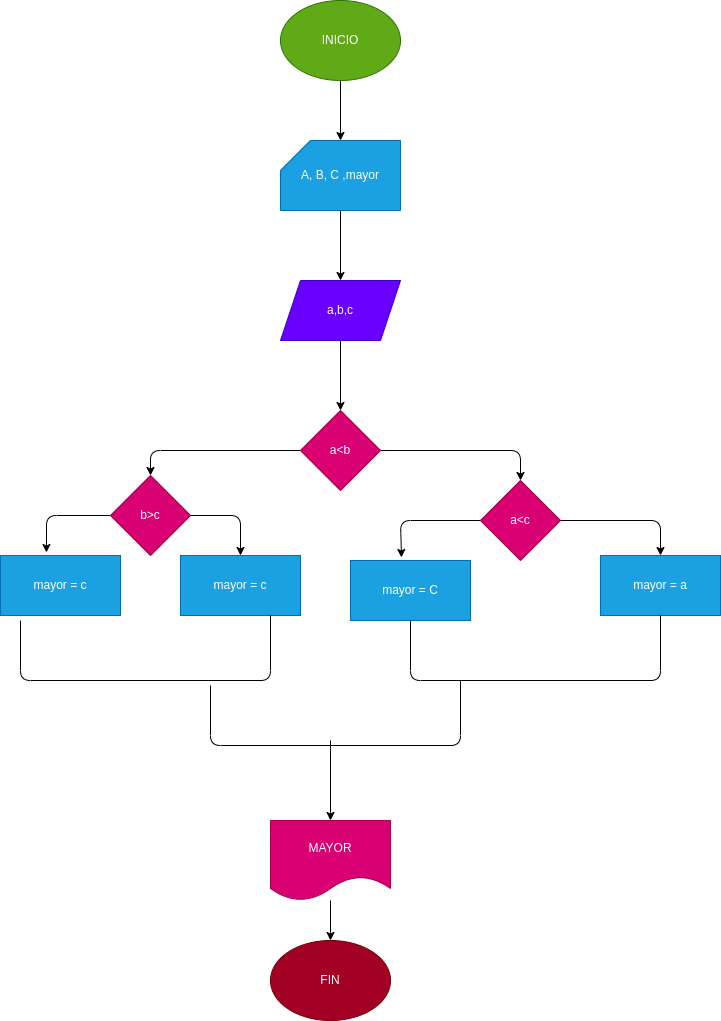 INICIO
A, B, C ,mayor
a,b,c
a<b
b>c
a<c
mayor = c
mayor = c
mayor = C
mayor = a
MAYOR
FIN